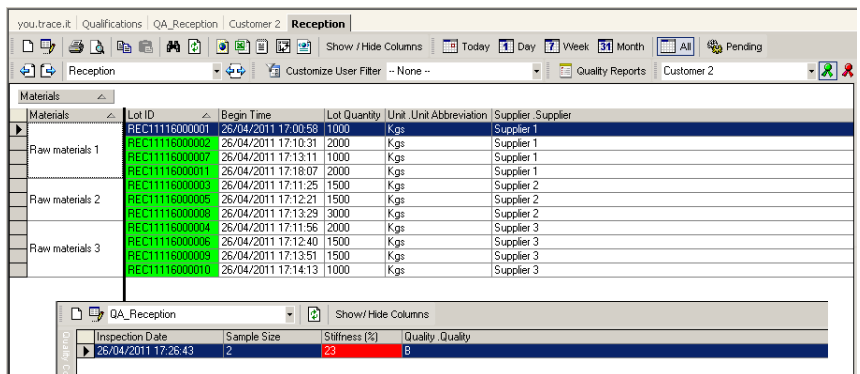 you.trace.it Qualifications QA_Reception Customer 2 Reception
Show / Hide Columns Today 1 Day 7 Week 31 Month All Pending
Reception Customize User Filter -- None -- Quality Reports Customer 2
Materials
Materials Lot ID Begin Time Lot Quantity Unit .Unit Abbreviation Supplier .Supplier
REC11116000001 26/04/2011 17:00:58 1000 Kgs Supplier 1
Raw materials 1 REC11116000002 26/04/2011 17:10:31 2000 Kgs Supplier 1
REC11116000007 26/04/2011 17:13:11 1000 Kgs Supplier 1
REC11116000011 26/04/2011 17:18:07 2000 Kgs Supplier 1
REC11116000003 26/04/2011 17:11:25 1500 Kgs Supplier 2
Raw materials 2 REC11116000005 26/04/2011 17:12:21 1500 Kgs Supplier 2
REC11116000008 26/04/2011 17:13:29 3000 Kgs Supplier 2
REC11116000004 26/04/2011 17:11:56 2000 Kgs Supplier 3
Raw materials 3 REC11116000006 26/04/2011 17:12:40 1500 Kgs Supplier 3
REC11116000009 26/04/2011 17:13:51 1500 Kgs Supplier 3
REC11116000010 26/04/2011 17:14:13 1000 Kgs Supplier 3
QA_Reception Show/ Hide Columns
Inspection Date Sample Size Stiffness (%) Quality .Quality
26/04/2011 17:26:43 2 23 B
Quality